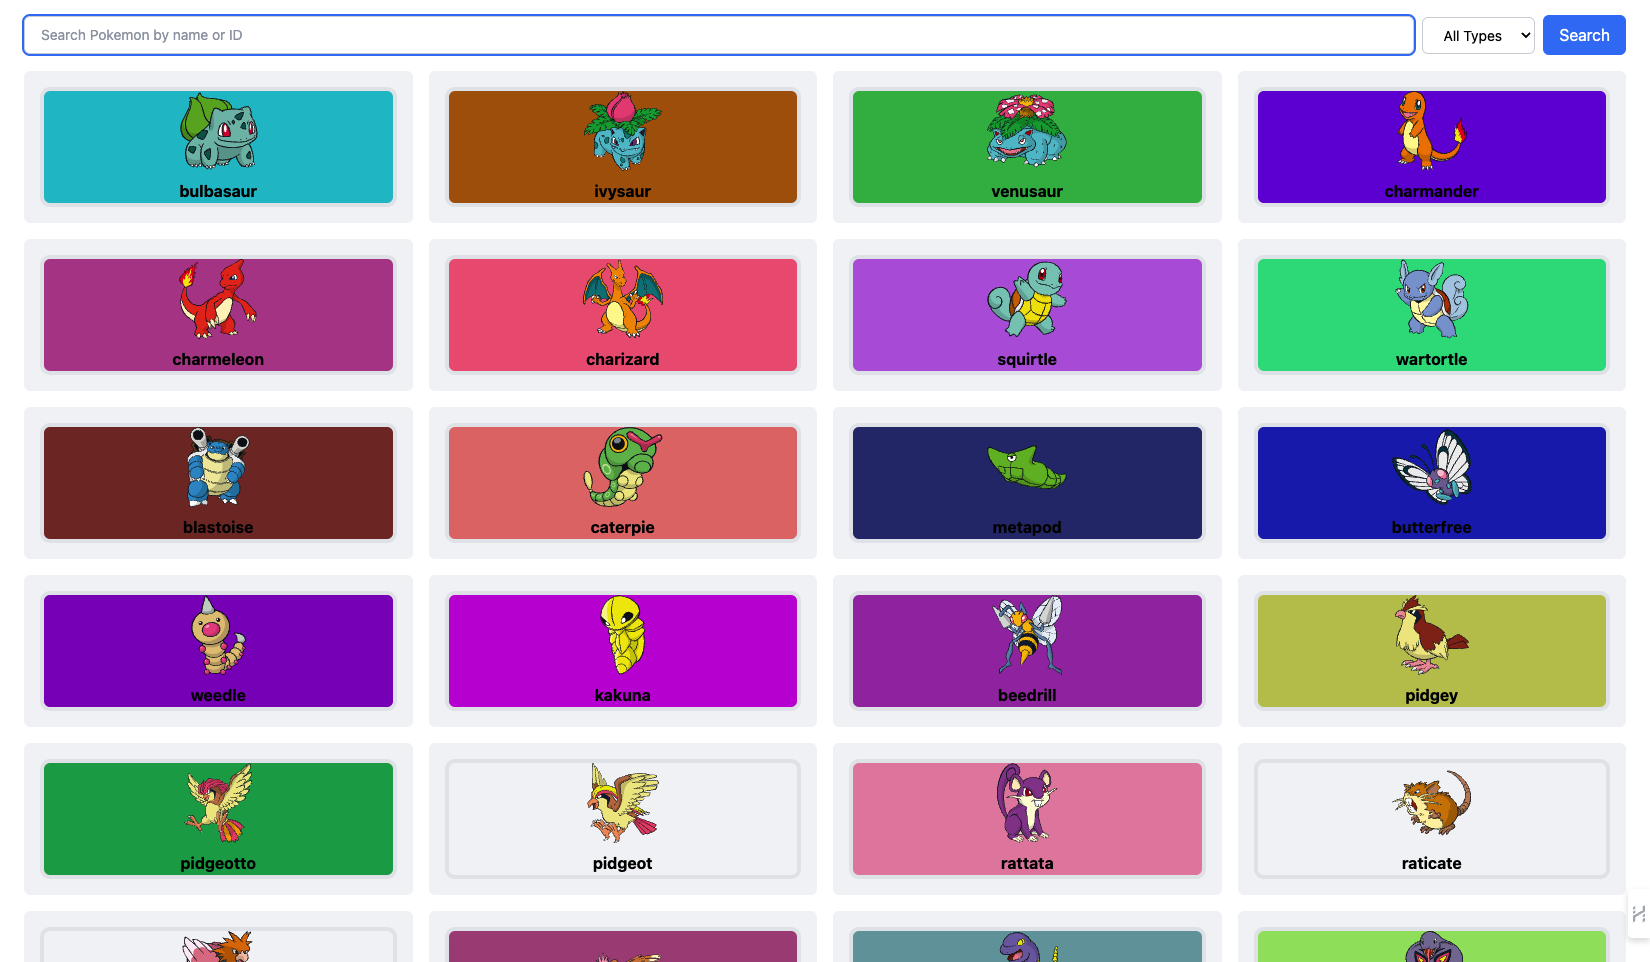 Search Pokemon by name or ID
All Types
Search
bulbasaur
ivysaur
venusaur
charmander
charmeleon
charizard
squirtle
wartortle
blastoise
caterpie
metapod
butterfree
weedle
kakuna
beedrill
pidgey
pidgeotto
pidgeot
rattata
raticate